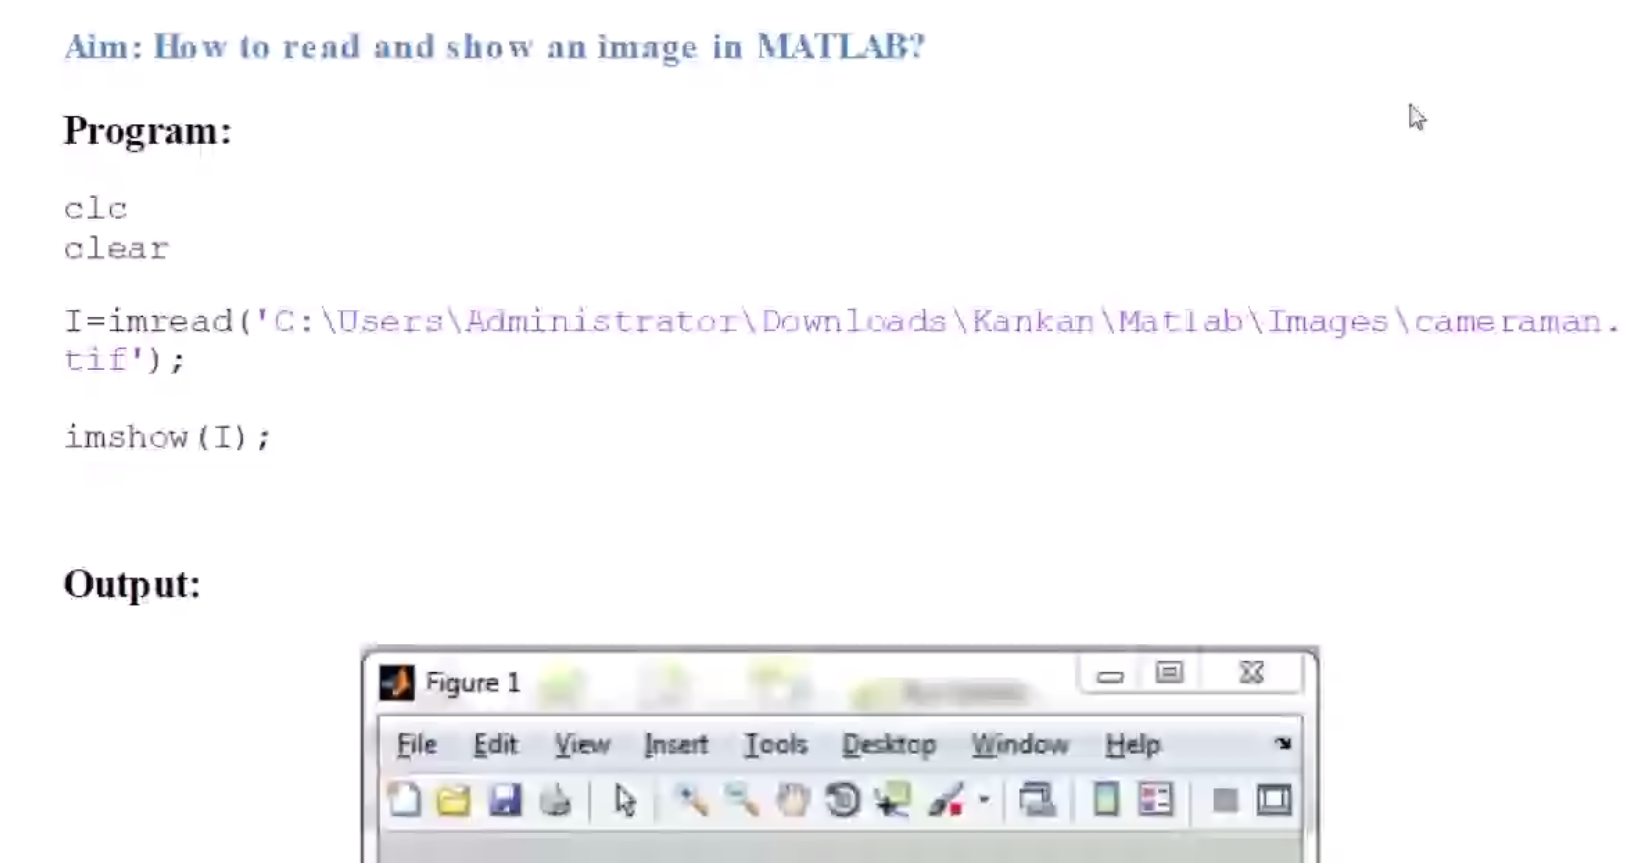 Aim: How to read and show an image in MATLAB?
Program:
clc
clear
I=imread('C:\Users\Administrator\Downloads\Kankan\Matlab\Images\cameraman.
tif');
imshow(I);
Output:
Figure 1
File Edit View Insert Tools Desktop Window Help